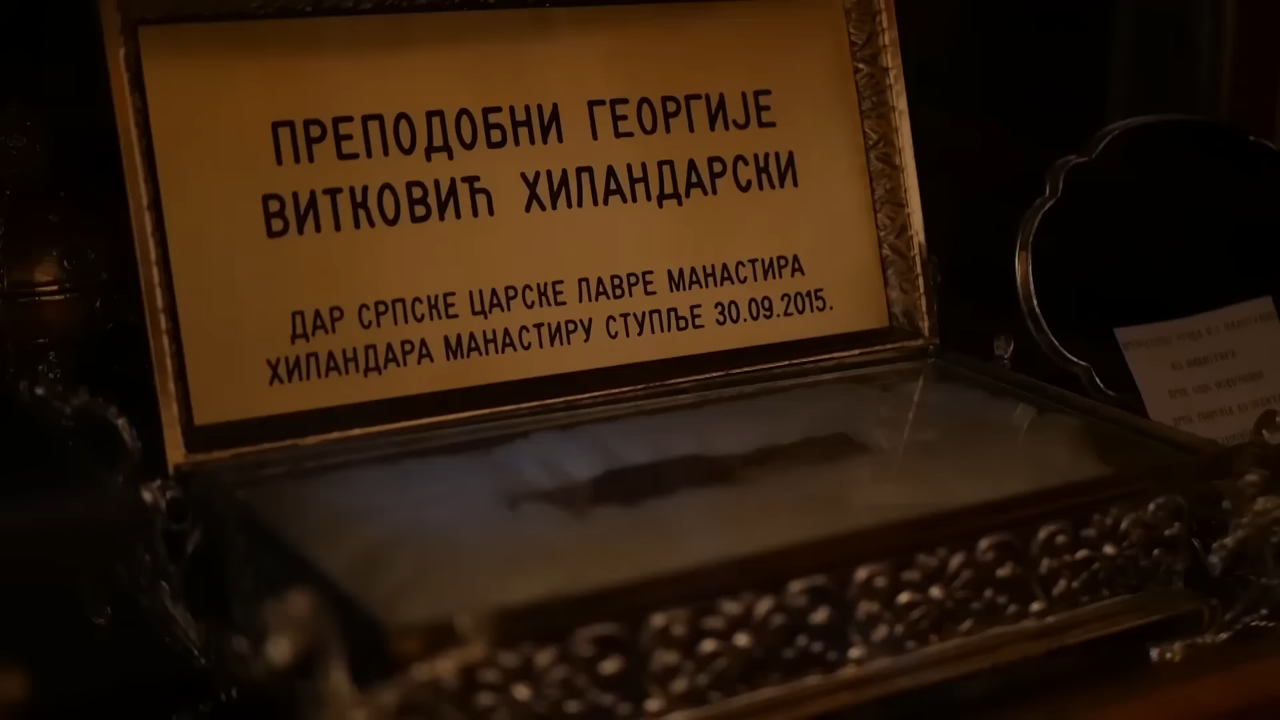 ПРЕПОДОБНИ ГЕОРГИЈЕ
ВИТКОВИЋ ХИЛАНДАРСКИ
ДАР СРПСКЕ ЦАРСКЕ ЛАВРЕ МАНАСТИРА
ХИЛАНДАРА МАНАСТИРУ СТУПЉЕ 30.09.2015.